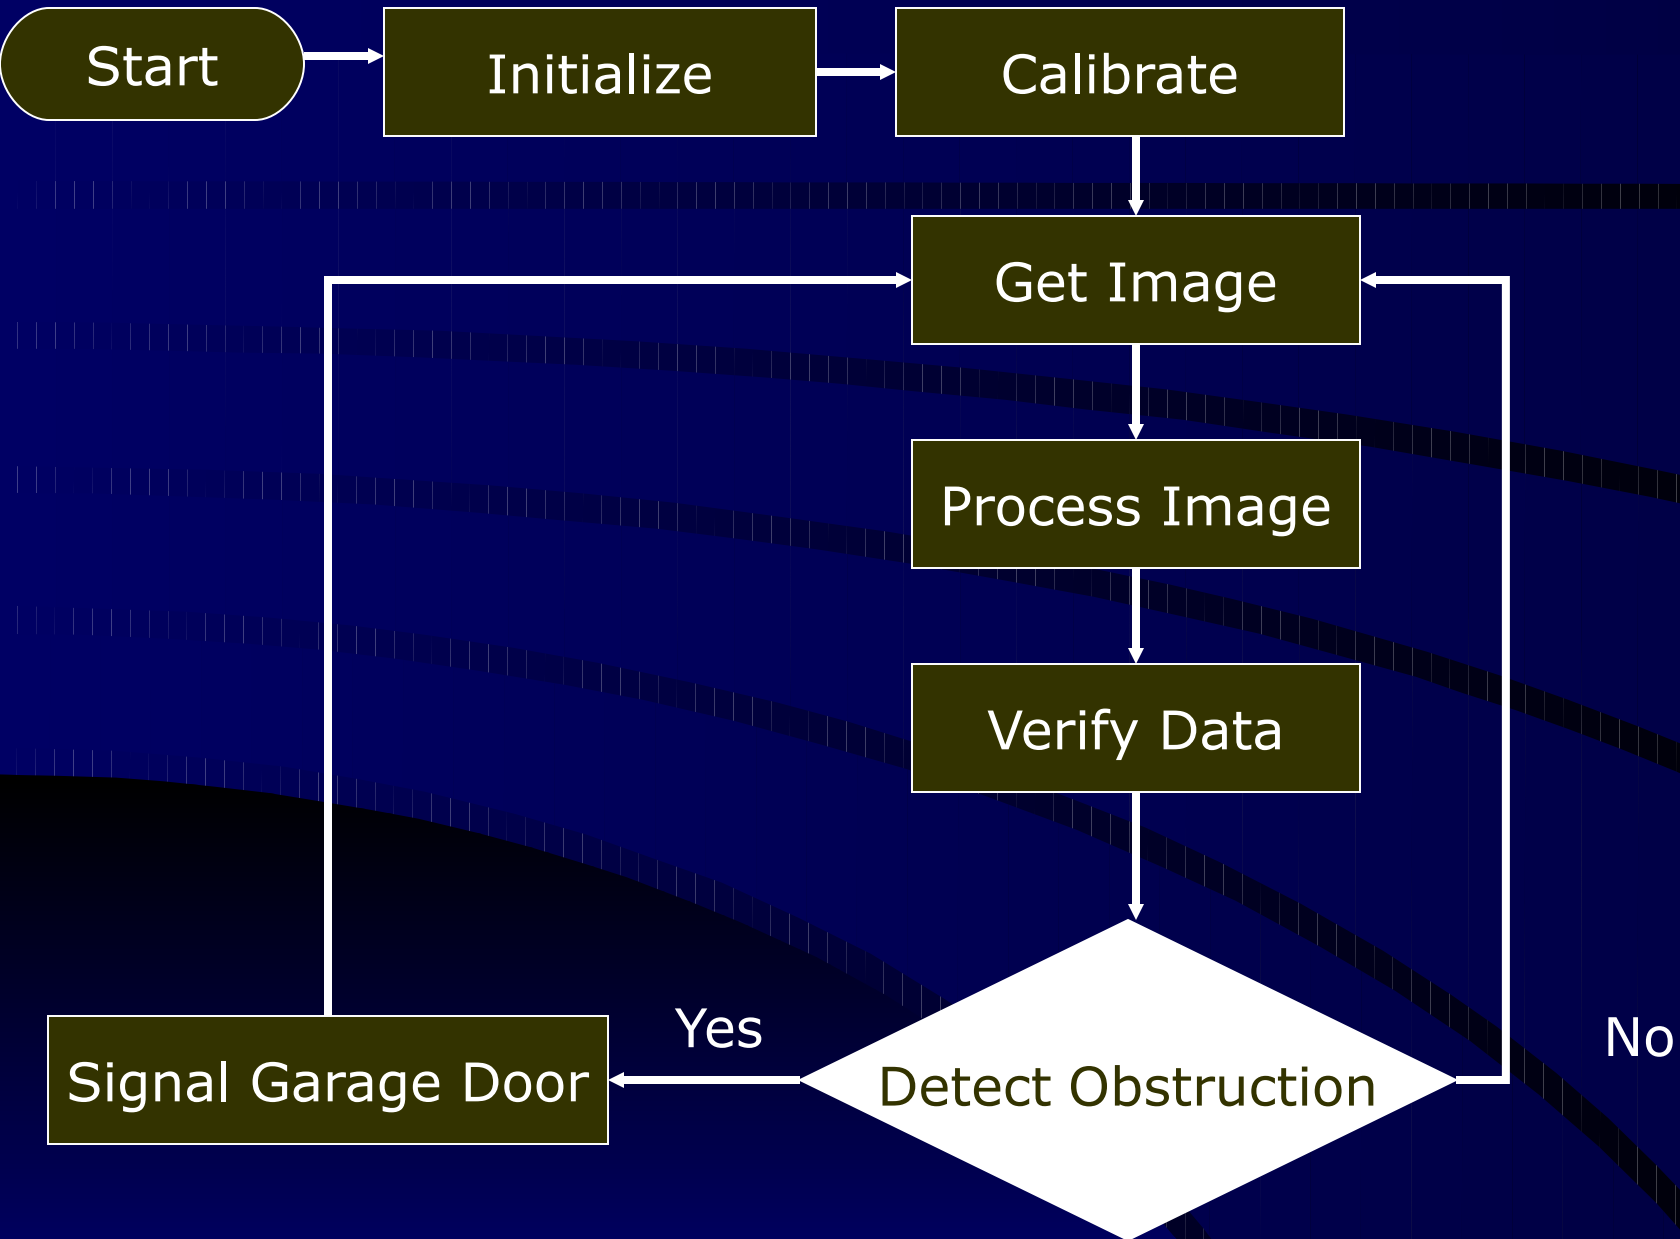 Start
Initialize
Calibrate
Get Image
Process Image
Verify Data
Yes
No
Signal Garage Door
Detect Obstruction